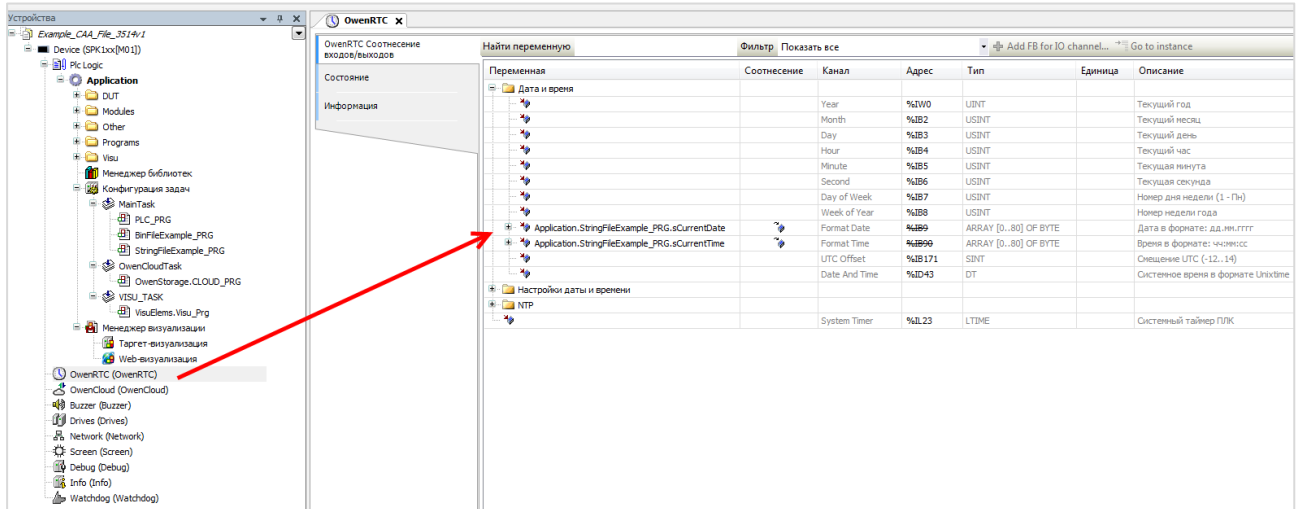 Устройства
Example_CAA_File_3514v1
Device (SPK1xx[M01])
Plc Logic
Application
DUT
Modules
Other
Programs
Visu
Менеджер библиотек
Конфигурация задач
MainTask
PLC_PRG
BinFileExample_PRG
StringFileExample_PRG
OwenCloudTask
OwenStorage.CLOUD_PRG
VISU_TASK
VisuElems.Visu_Prg
Менеджер визуализации
Таргет-визуализация
Web-визуализация
OwenRTC (OwenRTC)
OwenCloud (OwenCloud)
Buzzer (Buzzer)
Drives (Drives)
Network (Network)
Screen (Screen)
Debug (Debug)
Info (Info)
Watchdog (Watchdog)
OwenRTC
OwenRTC Соотнесение
входов/выходов
Состояние
Информация
Найти переменную Фильтр Показать все Add FB for IO channel... Go to instance
Переменная Соотнесение Канал Адрес Тип Единица Описание
Дата и время
Year %IW0 UINT Текущий год
Month %IB2 USINT Текущий месяц
Day %IB3 USINT Текущий день
Hour %IB4 USINT Текущий час
Minute %IB5 USINT Текущая минута
Second %IB6 USINT Текущая секунда
Day of Week %IB7 USINT Номер дня недели (1 - Пн)
Week of Year %IB8 USINT Номер недели года
Application.StringFileExample_PRG.sCurrentDate Format Date %IB9 ARRAY [0..80] OF BYTE Дата в формате: дд.мм.гггг
Application.StringFileExample_PRG.sCurrentTime Format Time %IB90 ARRAY [0..80] OF BYTE Время в формате: чч:мм:сс
UTC Offset %IB171 SINT Смещение UTC (-12..14)
Date And Time %ID43 DT Системное время в формате Unixtime
Настройки даты и времени
NTP
System Timer %IL23 LTIME Системный таймер ПЛК